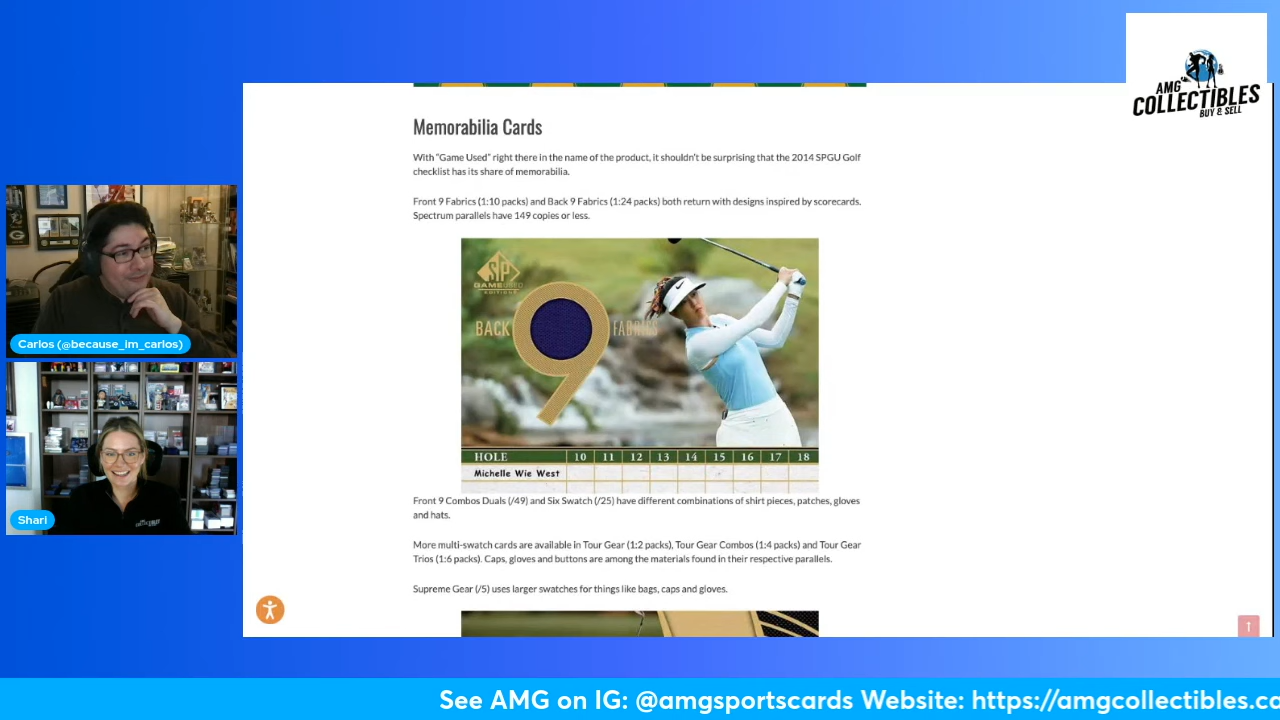 AMG
COLLECTIBLES
BUY & SELL
Memorabilia Cards
With "Game Used" right there in the name of the product, it shouldn't be surprising that the 2014 SPGU Golf
checklist has its share of memorabilia.
Front 9 Fabrics (1:10 packs) and Back 9 Fabrics (1:24 packs) both return with designs inspired by scorecards.
Spectrum parallels have 149 copies or less.
SP
GAME USED
EDITIONS
BACK 9 FABRICS
HOLE 10 11 12 13 14 15 16 17 18
Michelle Wie West
Front 9 Combos Duals (/49) and Six Swatch (/25) have different combinations of shirt pieces, patches, gloves
and hats.
More multi-swatch cards are available in Tour Gear (1:2 packs), Tour Gear Combos (1:4 packs) and Tour Gear
Trios (1:6 packs). Caps, gloves and buttons are among the materials found in their respective parallels.
Supreme Gear (/5) uses larger swatches for things like bags, caps and gloves.
Carlos (@because_Im_carlos)
Shari
See AMG on IG: @amgsportscards Website: https://amgcollectibles.co